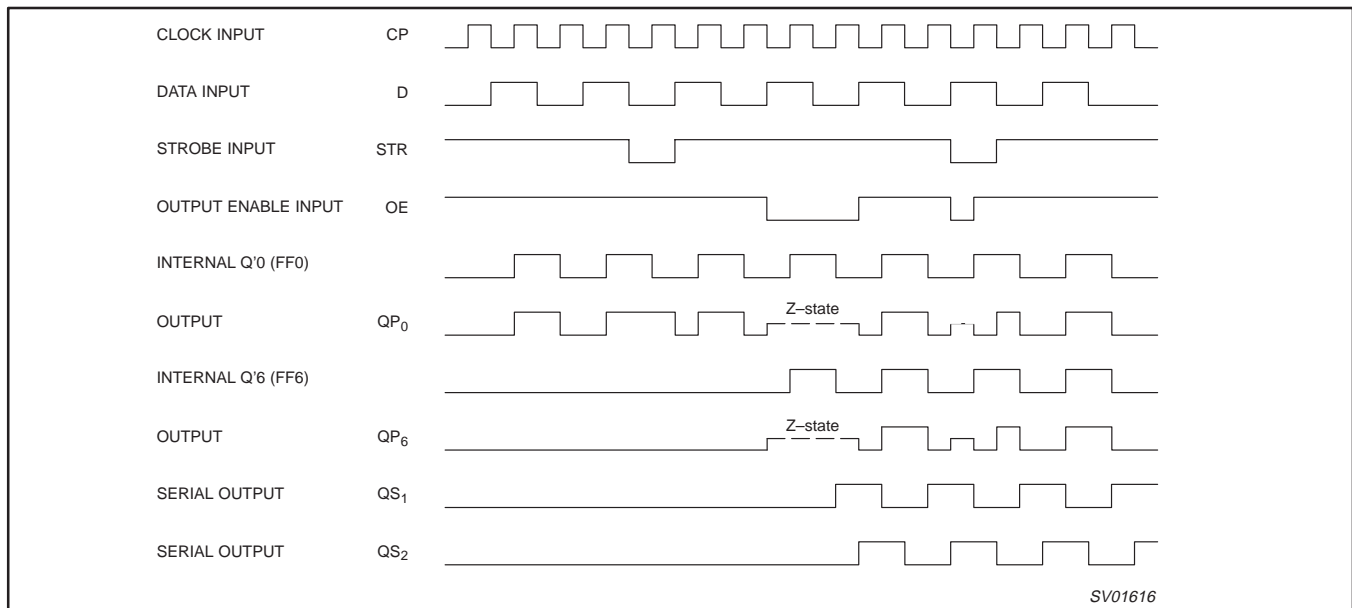 CLOCK INPUT CP
DATA INPUT D
STROBE INPUT STR
OUTPUT ENABLE INPUT OE
INTERNAL Q’0 (FF0)
OUTPUT QP0
Z–state
INTERNAL Q’6 (FF6)
OUTPUT QP6
Z–state
SERIAL OUTPUT QS1
SERIAL OUTPUT QS2
SV01616